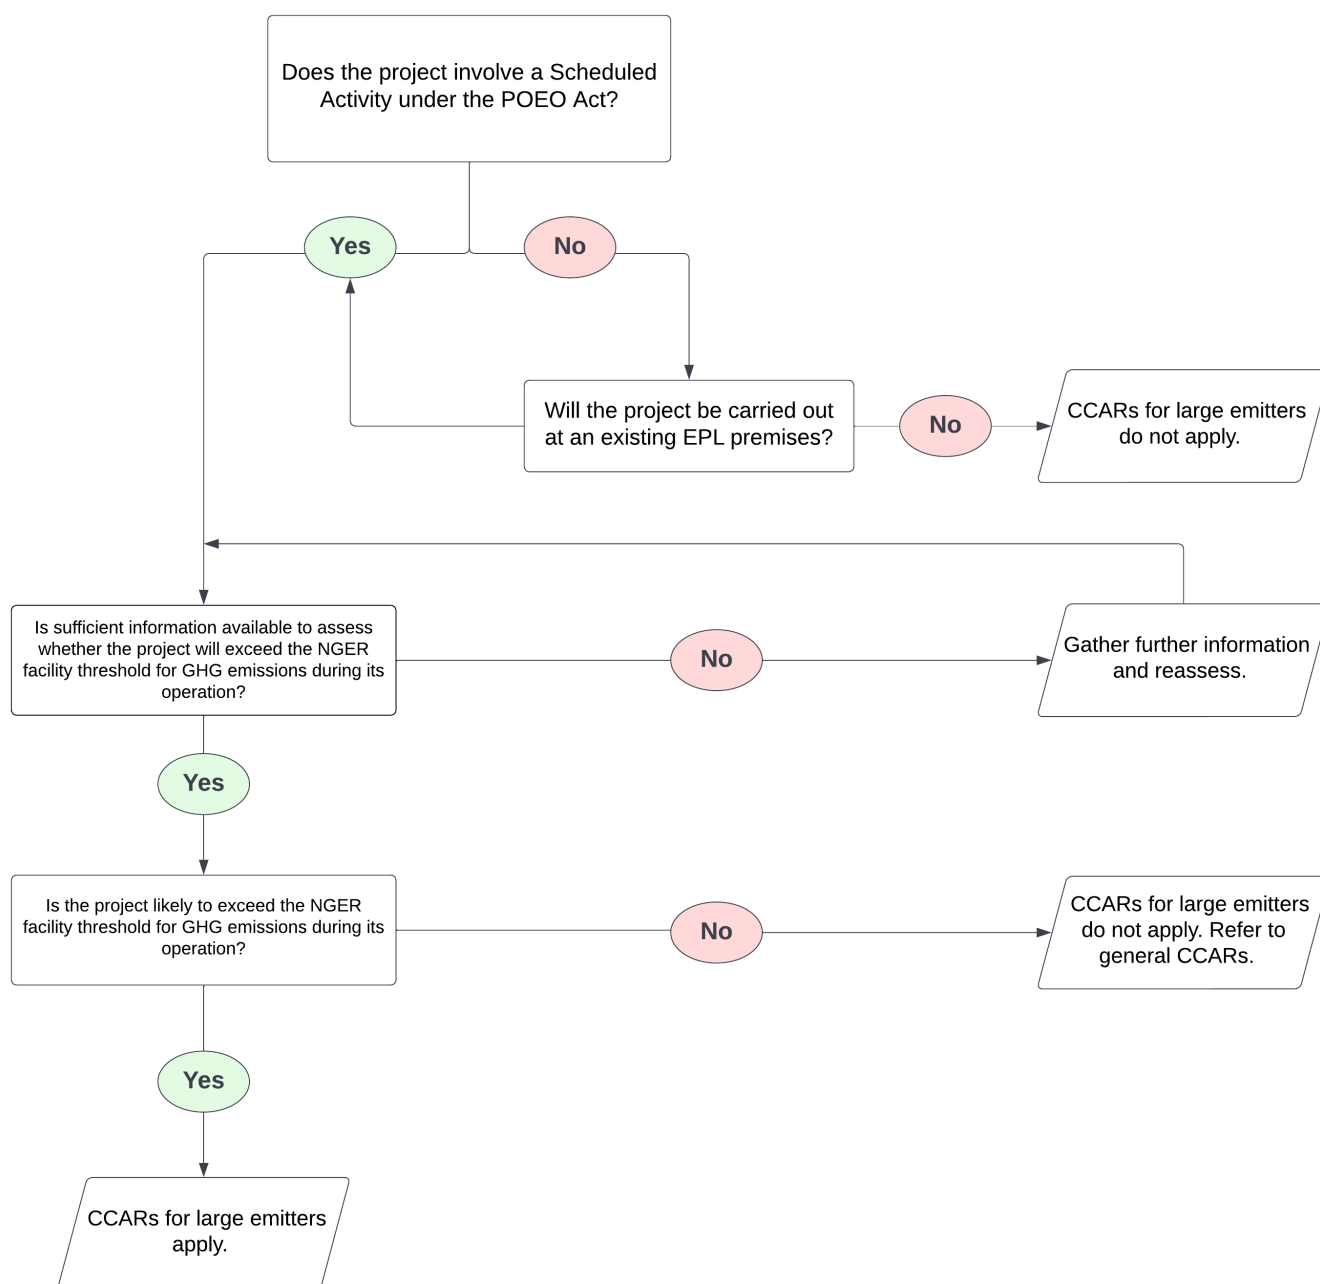 Does the project involve a Scheduled
Activity under the POEO Act?
Yes
No
Will the project be carried out
at an existing EPL premises?
No
CCARs for large emitters
do not apply.
Is sufficient information available to assess
whether the project will exceed the NGER
facility threshold for GHG emissions during its
operation?
No
Gather further information
and reassess.
Yes
Is the project likely to exceed the NGER
facility threshold for GHG emissions during its
operation?
No
CCARs for large emitters
do not apply. Refer to
general CCARs.
Yes
CCARs for large emitters
apply.